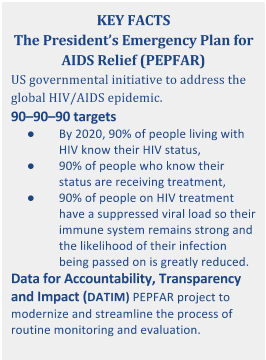 KEY FACTS
The President's Emergency Plan for
AIDS Relief (PEPFAR)
US governmental initiative to address the
global HIV/AIDS epidemic.
90–90–90 targets
● By 2020, 90% of people living with
HIV know their HIV status,
● 90% of people who know their
status are receiving treatment,
● 90% of people on HIV treatment
have a suppressed viral load so their
immune system remains strong and
the likelihood of their infection
being passed on is greatly reduced.
Data for Accountability, Transparency
and Impact (DATIM) PEPFAR project to
modernize and streamline the process of
routine monitoring and evaluation.